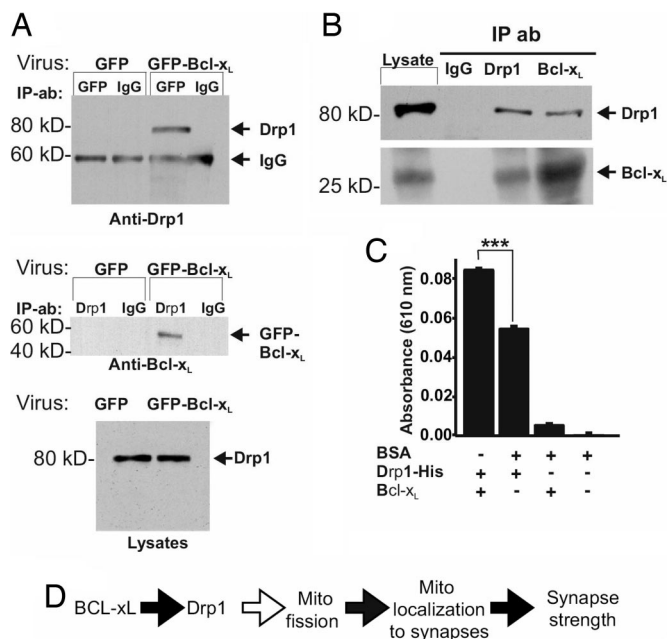 A
Virus: GFP GFP-Bcl-xL
IP-ab: GFP IgG GFP IgG
80 kD- Drp1
60 kD- IgG
Anti-Drp1
Virus: GFP GFP-Bcl-xL
IP-ab: Drp1 IgG Drp1 IgG
60 kD-
40 kD-
GFP-
Bcl-xL
Anti-Bcl-xL
Virus: GFP GFP-Bcl-xL
80 kD- Drp1
Lysates
B
IP ab
Lysate IgG Drp1 Bcl-xL
80 kD- Drp1
25 kD- Bcl-xL
C
***
Absorbance (610 nm)
0.08
0.06
0.04
0.02
0.00
BSA - + + +
Drp1-His + + - -
Bcl-xL + - + -
D
BCL-xL Drp1 Mito fission Mito localization to synapses Synapse strength